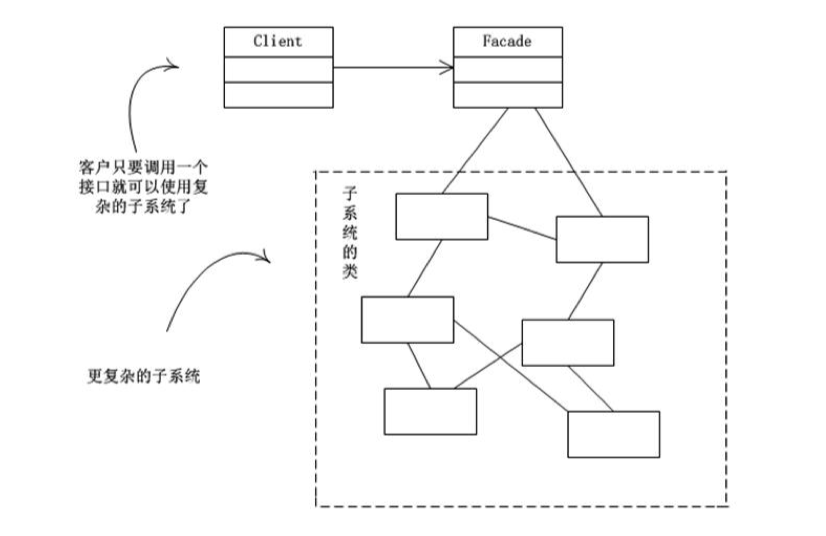 Client
Facade
客户只要调用一个
接口就可以使用复
杂的子系统了
子系统的类
更复杂的子系统